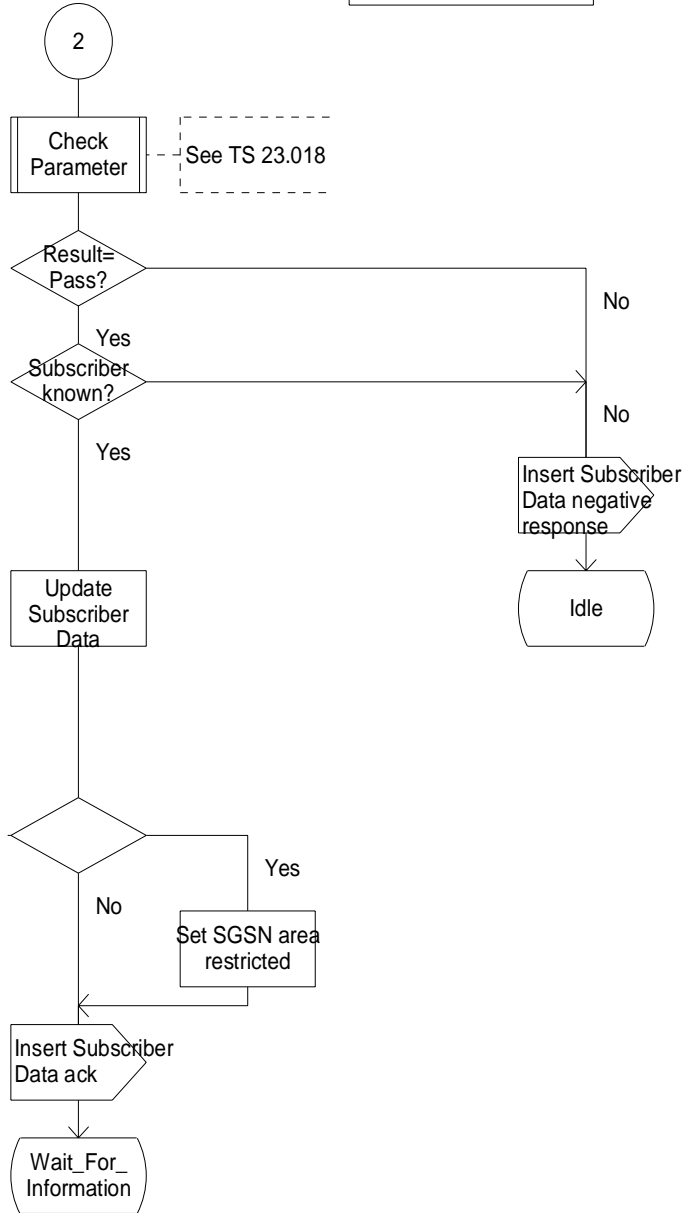 2
Check
Parameter
See TS 23.018
Result=
Pass?
No
Yes
Subscriber
known?
No
Yes
Insert Subscriber
Data negative
response
Update
Subscriber
Data
Idle
Yes
No
Set SGSN area
restricted
Insert Subscriber
Data ack
Wait_For_
Information